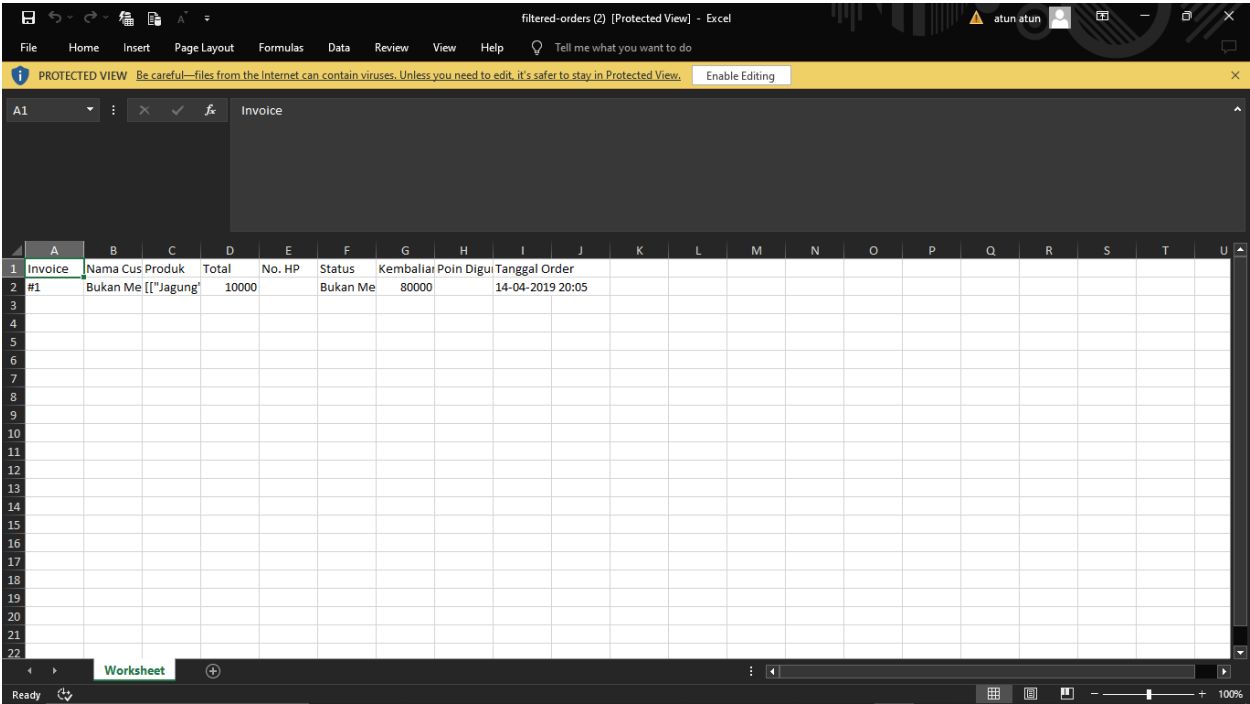 filtered-orders (2) [Protected View] - Excel
atun atun
File Home Insert Page Layout Formulas Data Review View Help Tell me what you want to do
PROTECTED VIEW Be careful—files from the Internet can contain viruses. Unless you need to edit, it's safer to stay in Protected View. Enable Editing
A1 fx Invoice
A B C D E F G H I J K L M N O P Q R S T U
1 Invoice Nama Cus Produk Total No. HP Status Kembalian Poin Digu Tanggal Order
2 #1 Bukan Me [["Jagung" 10000 Bukan Me 80000 14-04-2019 20:05
3
4
5
6
7
8
9
10
11
12
13
14
15
16
17
18
19
20
21
22
Worksheet
Ready 100%